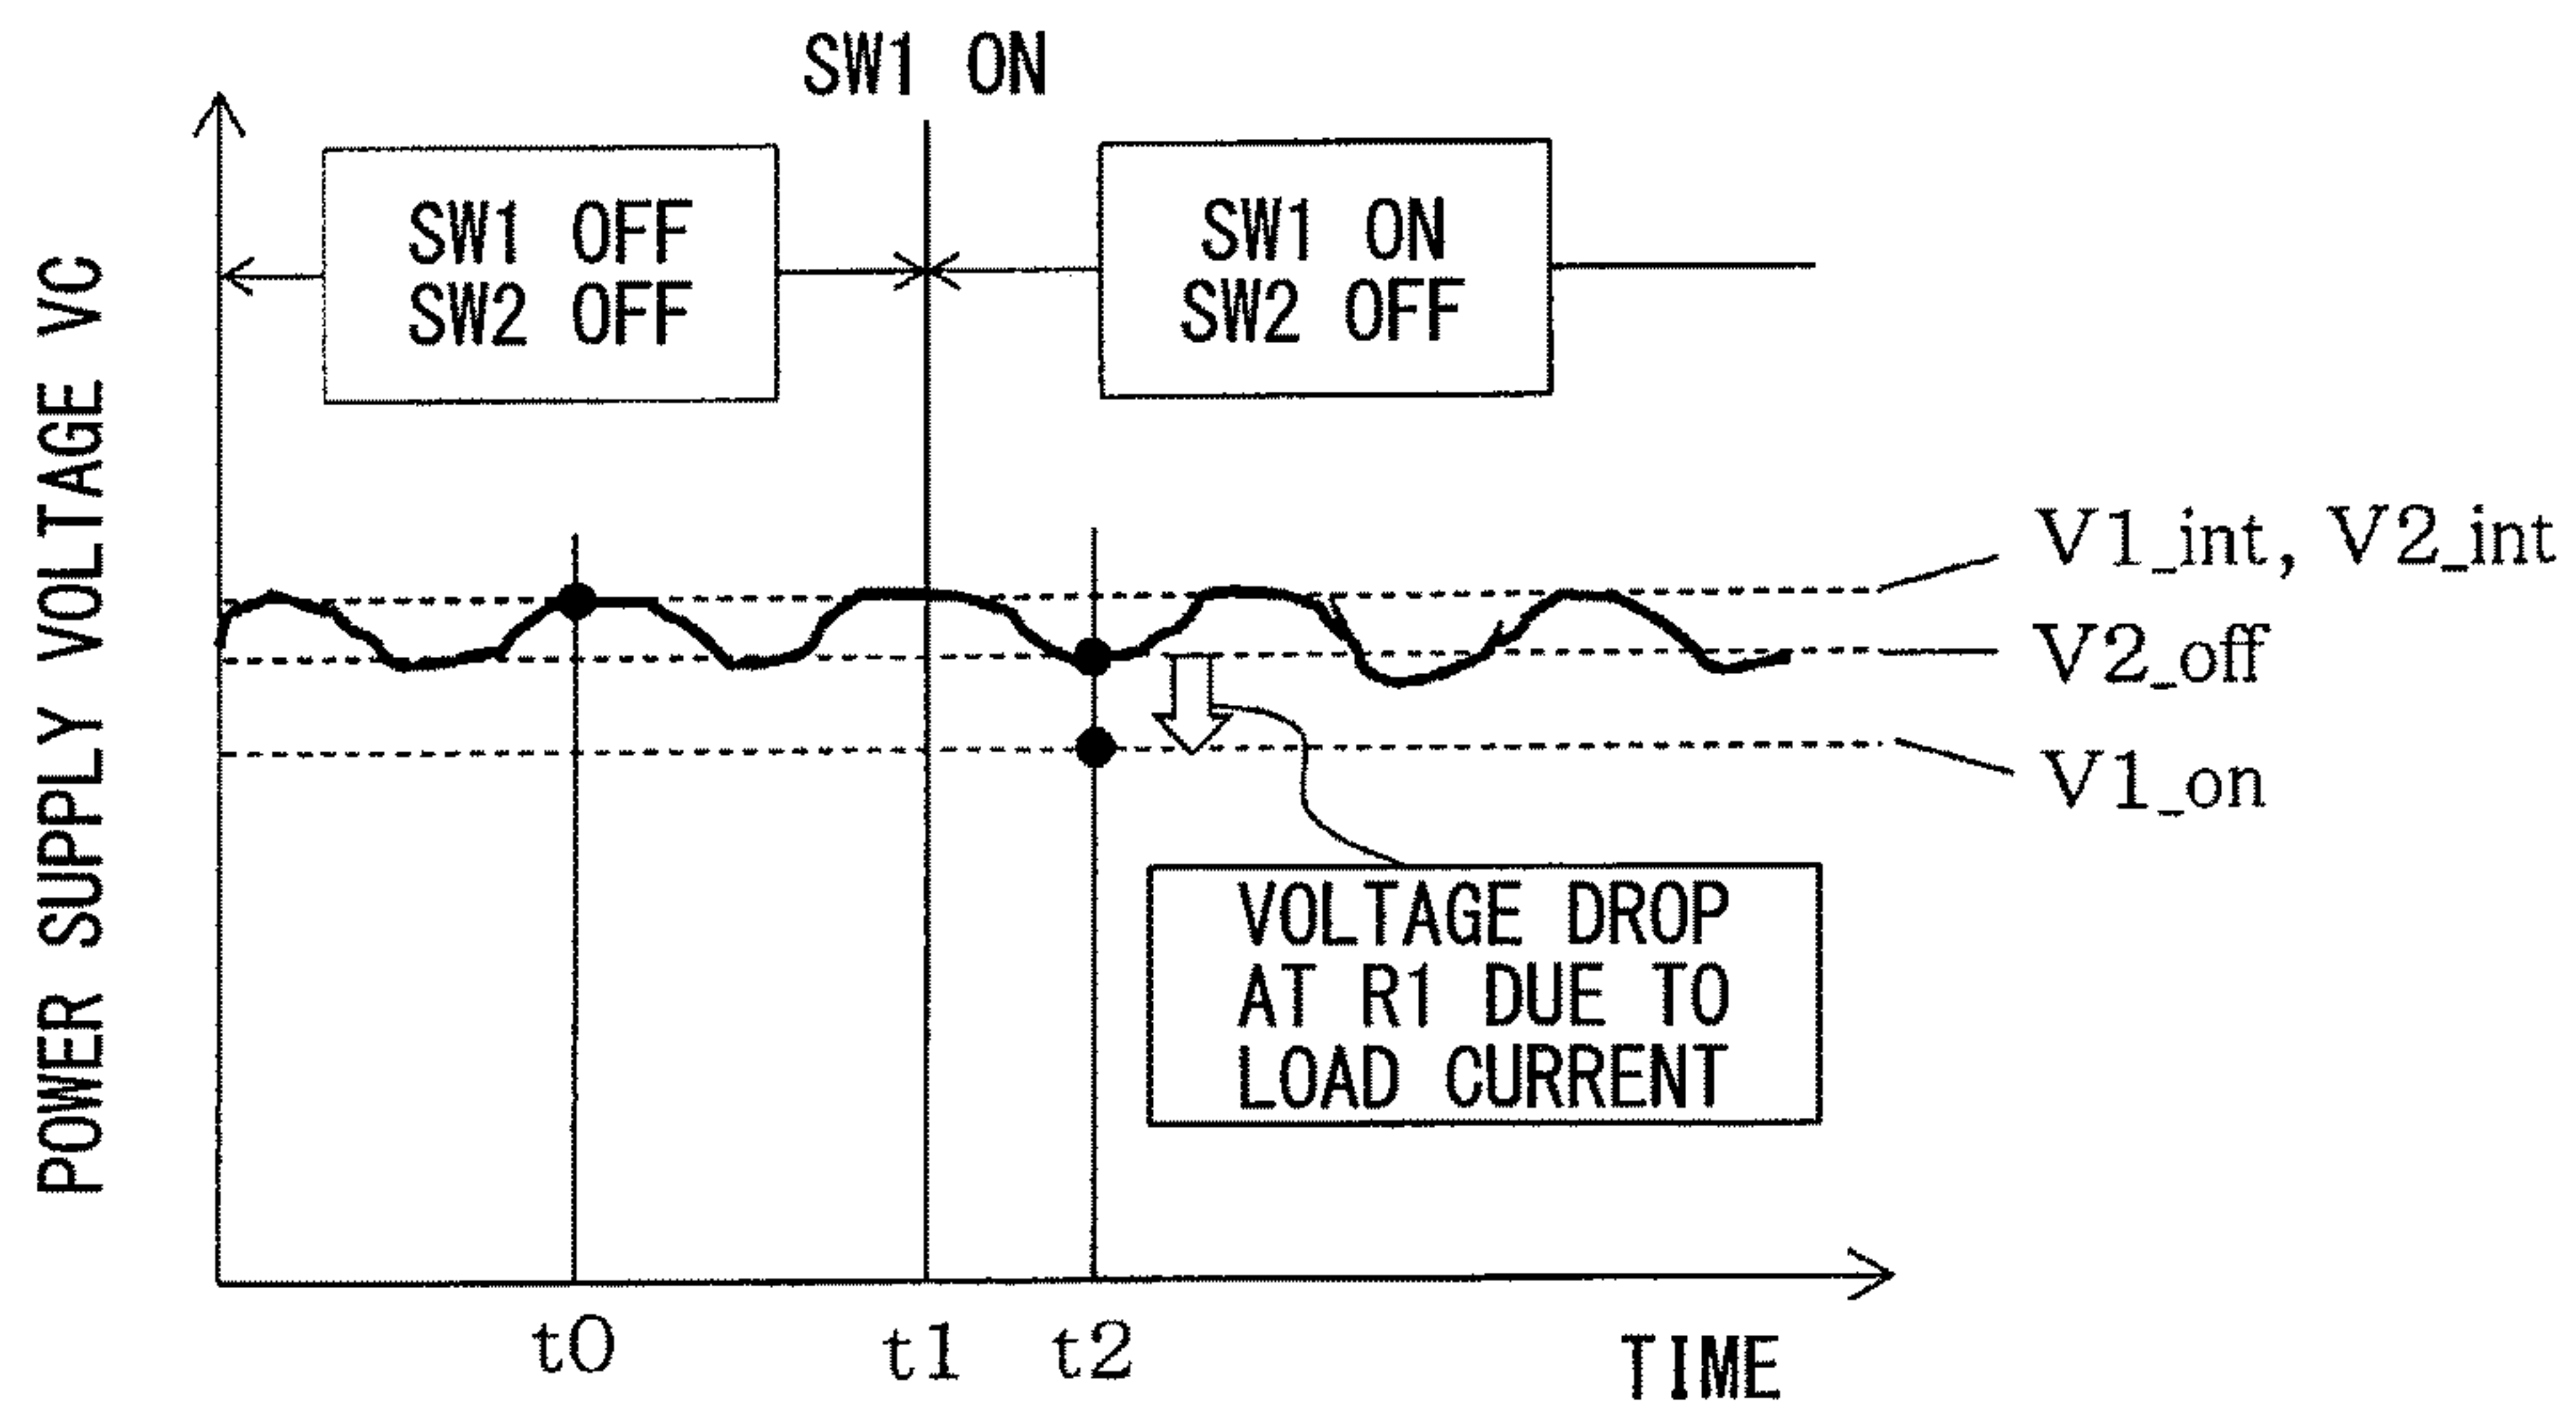 SW1 ON
SW1 OFF
SW2 OFF
SW1 ON
SW2 OFF
POWER SUPPLY VOLTAGE VC
V1_int, V2_int
V2_off
V1_on
VOLTAGE DROP
AT R1 DUE TO
LOAD CURRENT
t0
t1
t2
TIME